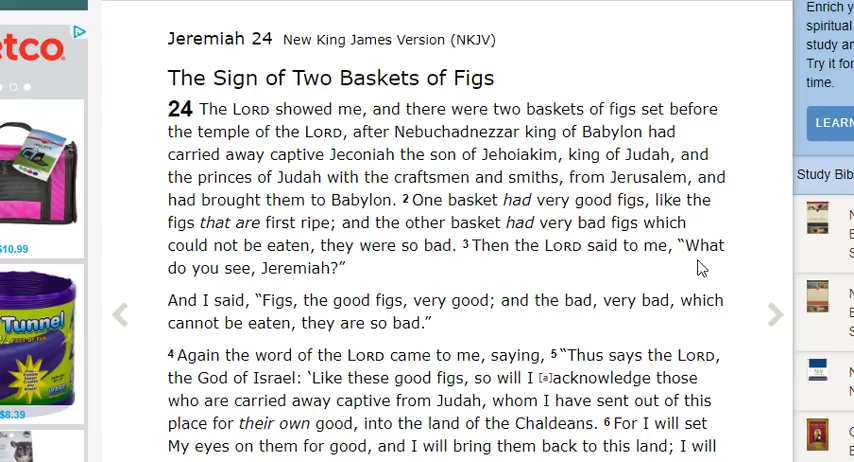 Jeremiah 24 New King James Version (NKJV)
The Sign of Two Baskets of Figs
24 The LORD showed me, and there were two baskets of figs set before
the temple of the LORD, after Nebuchadnezzar king of Babylon had
carried away captive Jeconiah the son of Jehoiakim, king of Judah, and
the princes of Judah with the craftsmen and smiths, from Jerusalem, and
had brought them to Babylon. 2 One basket had very good figs, like the
figs that are first ripe; and the other basket had very bad figs which
could not be eaten, they were so bad. 3 Then the LORD said to me, “What
do you see, Jeremiah?”
And I said, “Figs, the good figs, very good; and the bad, very bad, which
cannot be eaten, they are so bad.”
4 Again the word of the LORD came to me, saying, 5 “Thus says the LORD,
the God of Israel: ‘Like these good figs, so will I [a]acknowledge those
who are carried away captive from Judah, whom I have sent out of this
place for their own good, into the land of the Chaldeans. 6 For I will set
My eyes on them for good, and I will bring them back to this land; I will
etco.
$10.99
Tunnel
$8.39
Enrich y
spiritual
study an
Try it for
time.
LEARN
Study Bib